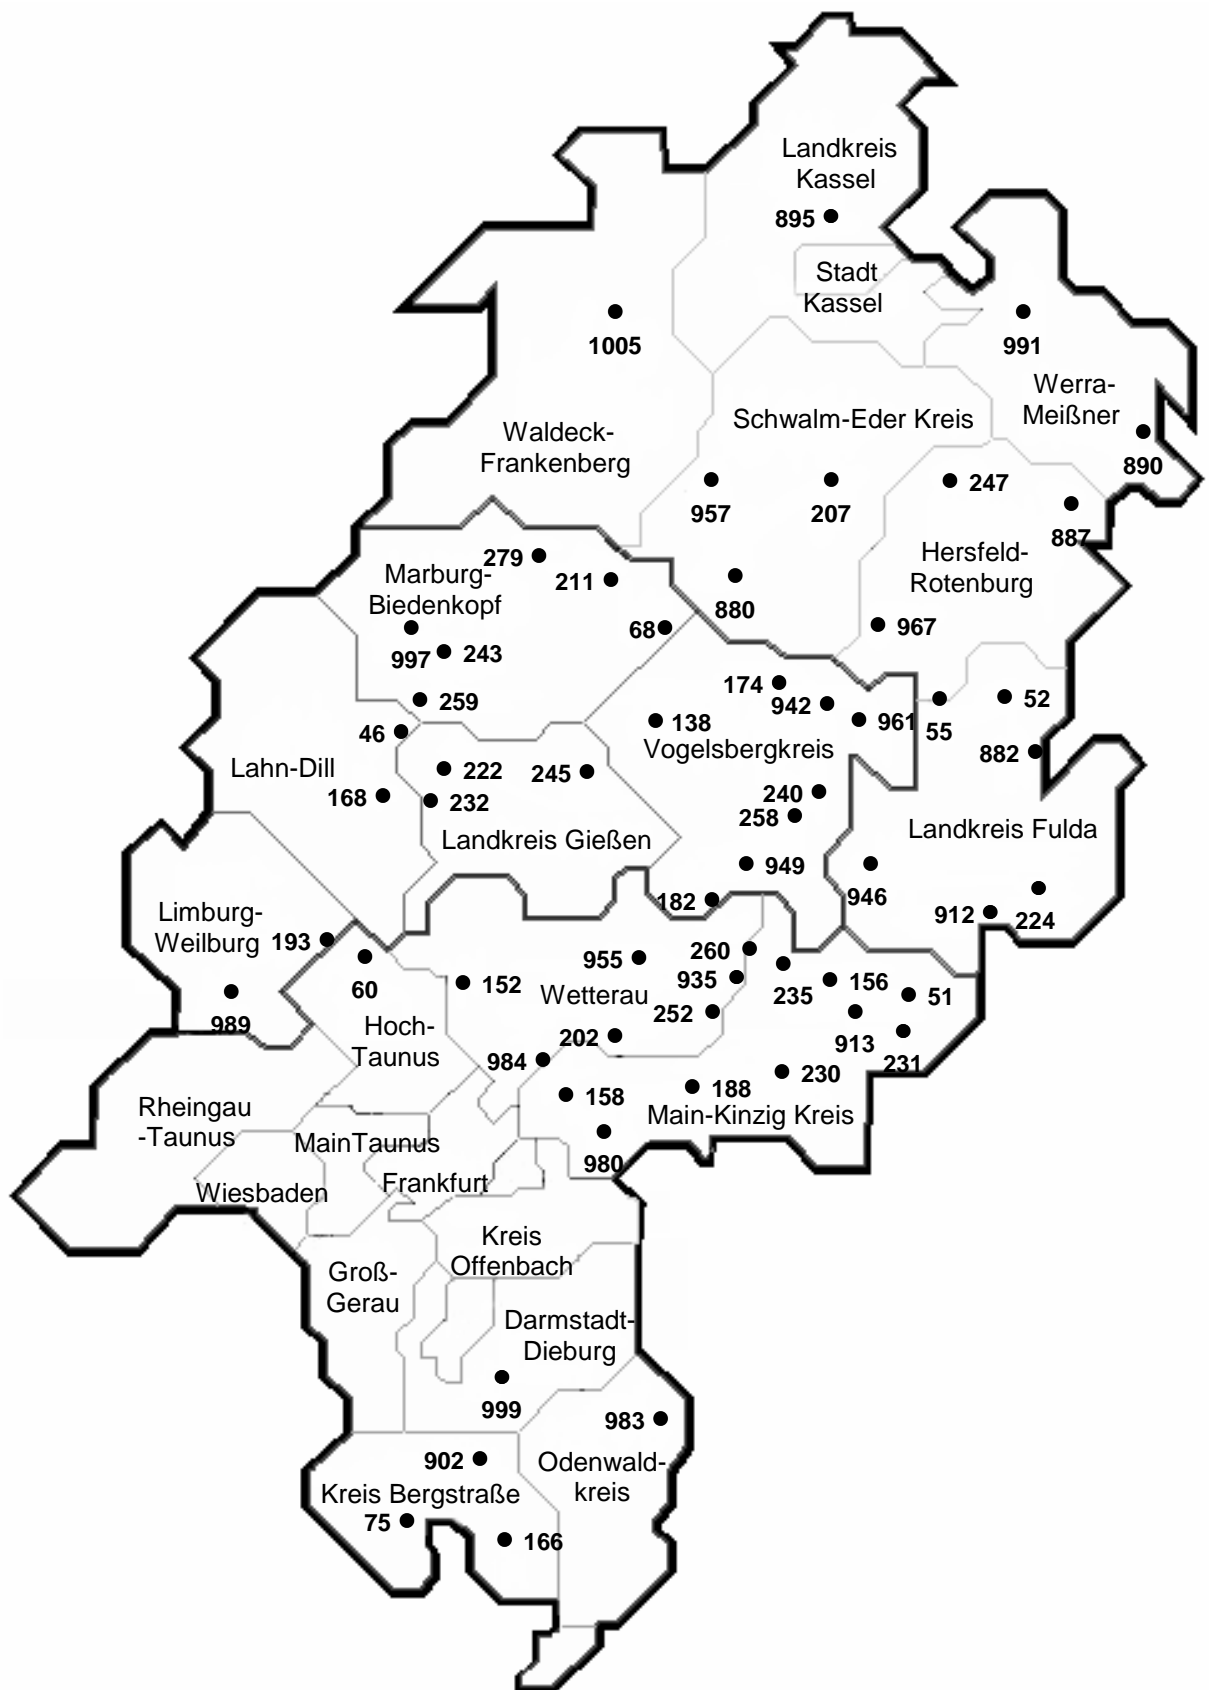 Landkreis
Kassel
895
Stadt
Kassel
1005
991
Werra-
Meißner
Schwalm-Eder Kreis
Waldeck-
Frankenberg
890
957
207
247
887
Hersfeld-
Rotenburg
279
211
Marburg-
Biedenkopf
880
68
967
997
243
259
174
942
961
55
52
46
138
Vogelsbergkreis
882
Lahn-Dill
222
245
168
232
240
258
Landkreis Gießen
Landkreis Fulda
949
946
182
912
224
Limburg-
Weilburg
193
60
955
260
935
235
156
51
152
Wetterau
252
989
Hoch-
Taunus
202
913
231
984
158
188
230
Rheingau
-Taunus
Main-Kinzig Kreis
MainTaunus
980
Frankfurt
Wiesbaden
Kreis
Offenbach
Groß-
Gerau
Darmstadt-
Dieburg
999
983
902
Odenwald-
kreis
Kreis Bergstraße
75
166